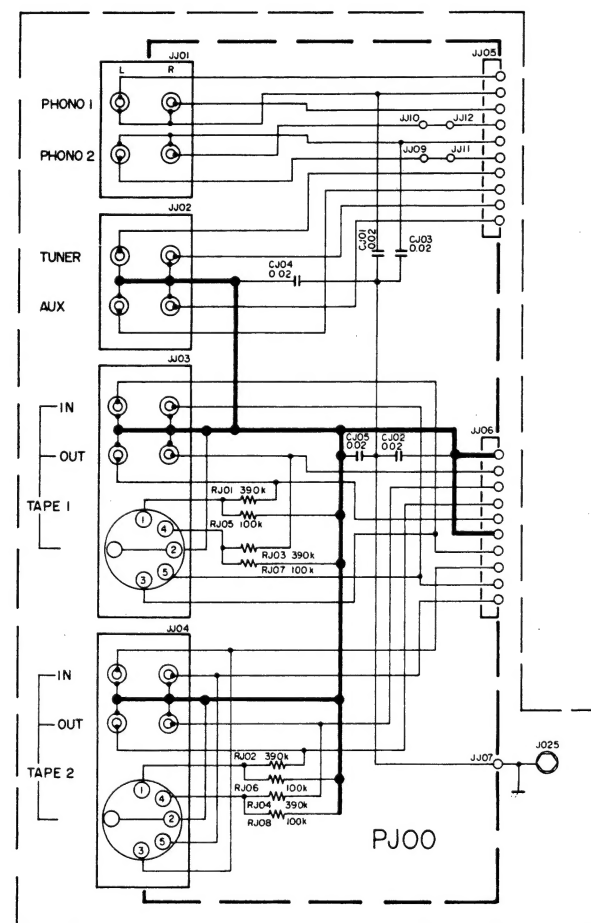 JJ01
JJ05
L R
PHONO 1
JJ10 JJ12
PHONO 2
JJ09 JJ11
JJ02
TUNER
CJ04
0.02
CJ01
0.02
CJ03
0.02
AUX
JJ03
IN
JJ06
CJ05
0.02
CJ02
0.02
OUT
RJ01 390k
TAPE 1
1
4
RJ05 100k
2
RJ03 390k
3
5
RJ07 100k
JJ04
IN
OUT
RJ02 390k
JJ07
J025
TAPE 2
1
4
RJ06 100k
RJ04 390k
2
RJ08 100k
3
5
PJ00